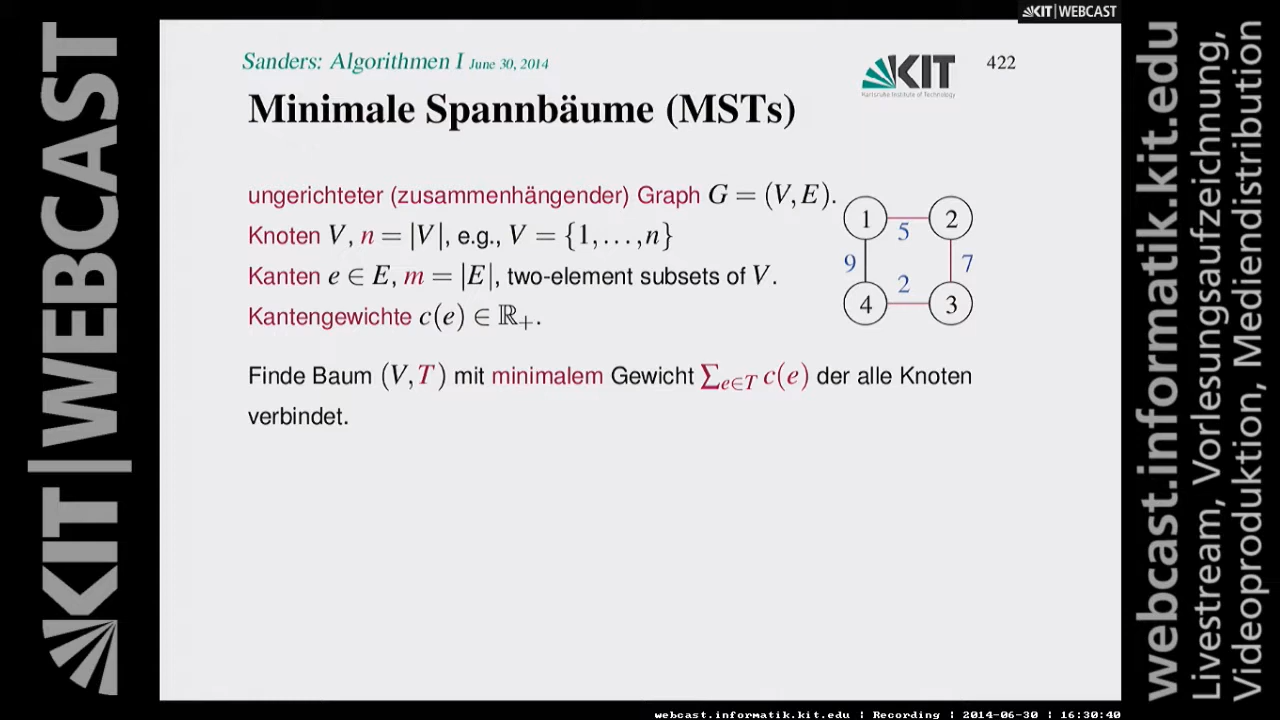 KIT|WEBCAST
KIT|WEBCAST
Sanders: Algorithmen I June 30, 2014
KIT
Karlsruhe Institute of Technology
422
Minimale Spannbäume (MSTs)
ungerichteter (zusammenhängender) Graph G = (V,E).
Knoten V, n = |V|, e.g., V = {1,...,n}
Kanten e ∈ E, m = |E|, two-element subsets of V.
Kantengewichte c(e) ∈ ℝ₊.
1 5 2
9 7
2
4 3
Finde Baum (V,T) mit minimalem Gewicht ∑e∈T c(e) der alle Knoten
verbindet.
webcast.informatik.kit.edu
Livestream, Vorlesungsaufzeichnung,
Videoproduktion, Mediendistribution
webcast.informatik.kit.edu | Recording | 2014-06-30 | 16:30:40